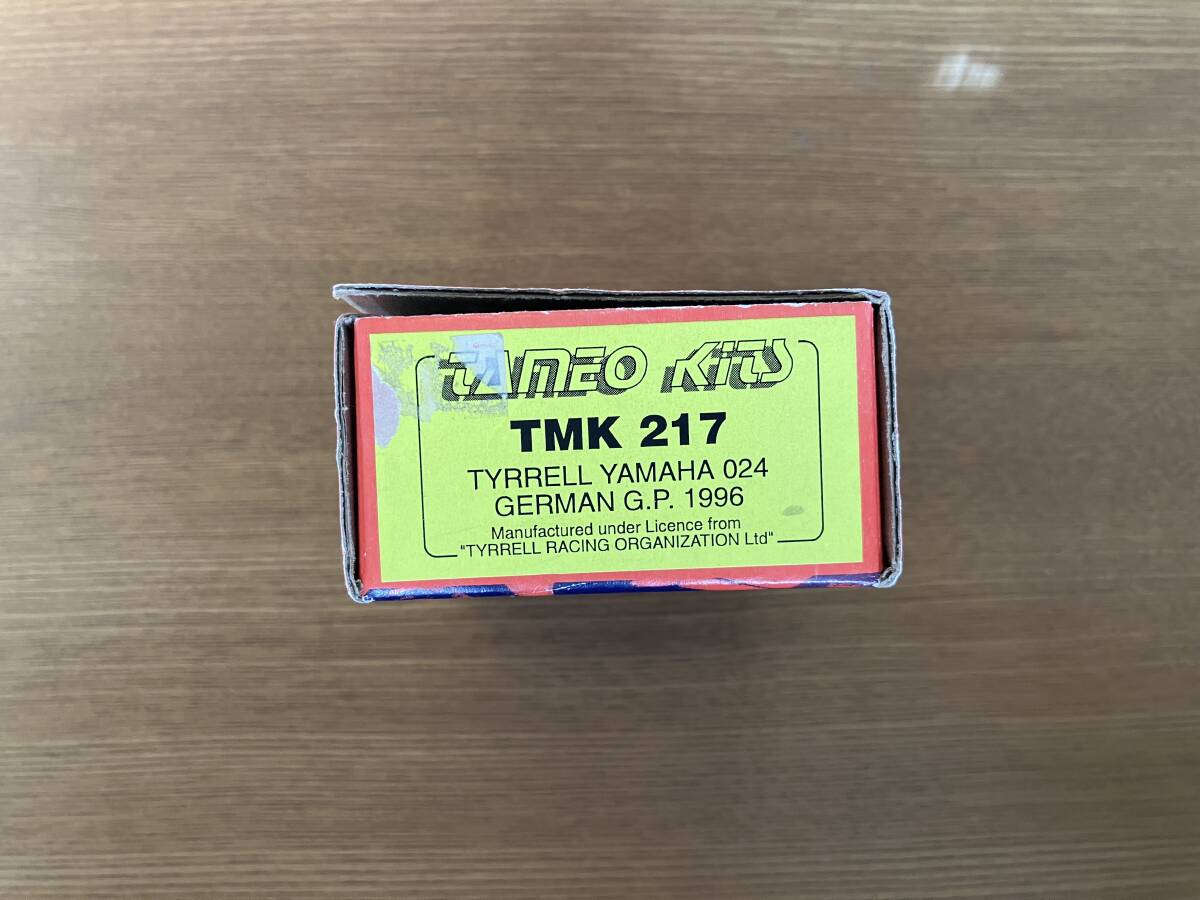 TAMEO KITS
TMK 217
TYRRELL YAMAHA 024
GERMAN G.P. 1996
Manufactured under Licence from
"TYRRELL RACING ORGANIZATION Ltd"